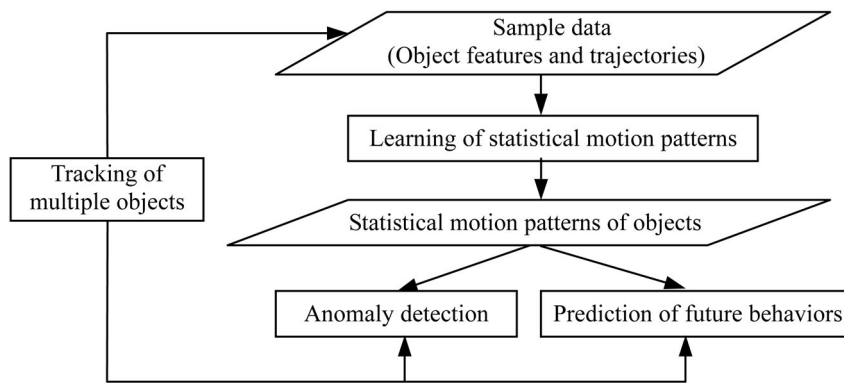 Sample data
(Object features and trajectories)
Learning of statistical motion patterns
Tracking of
multiple objects
Statistical motion patterns of objects
Anomaly detection
Prediction of future behaviors